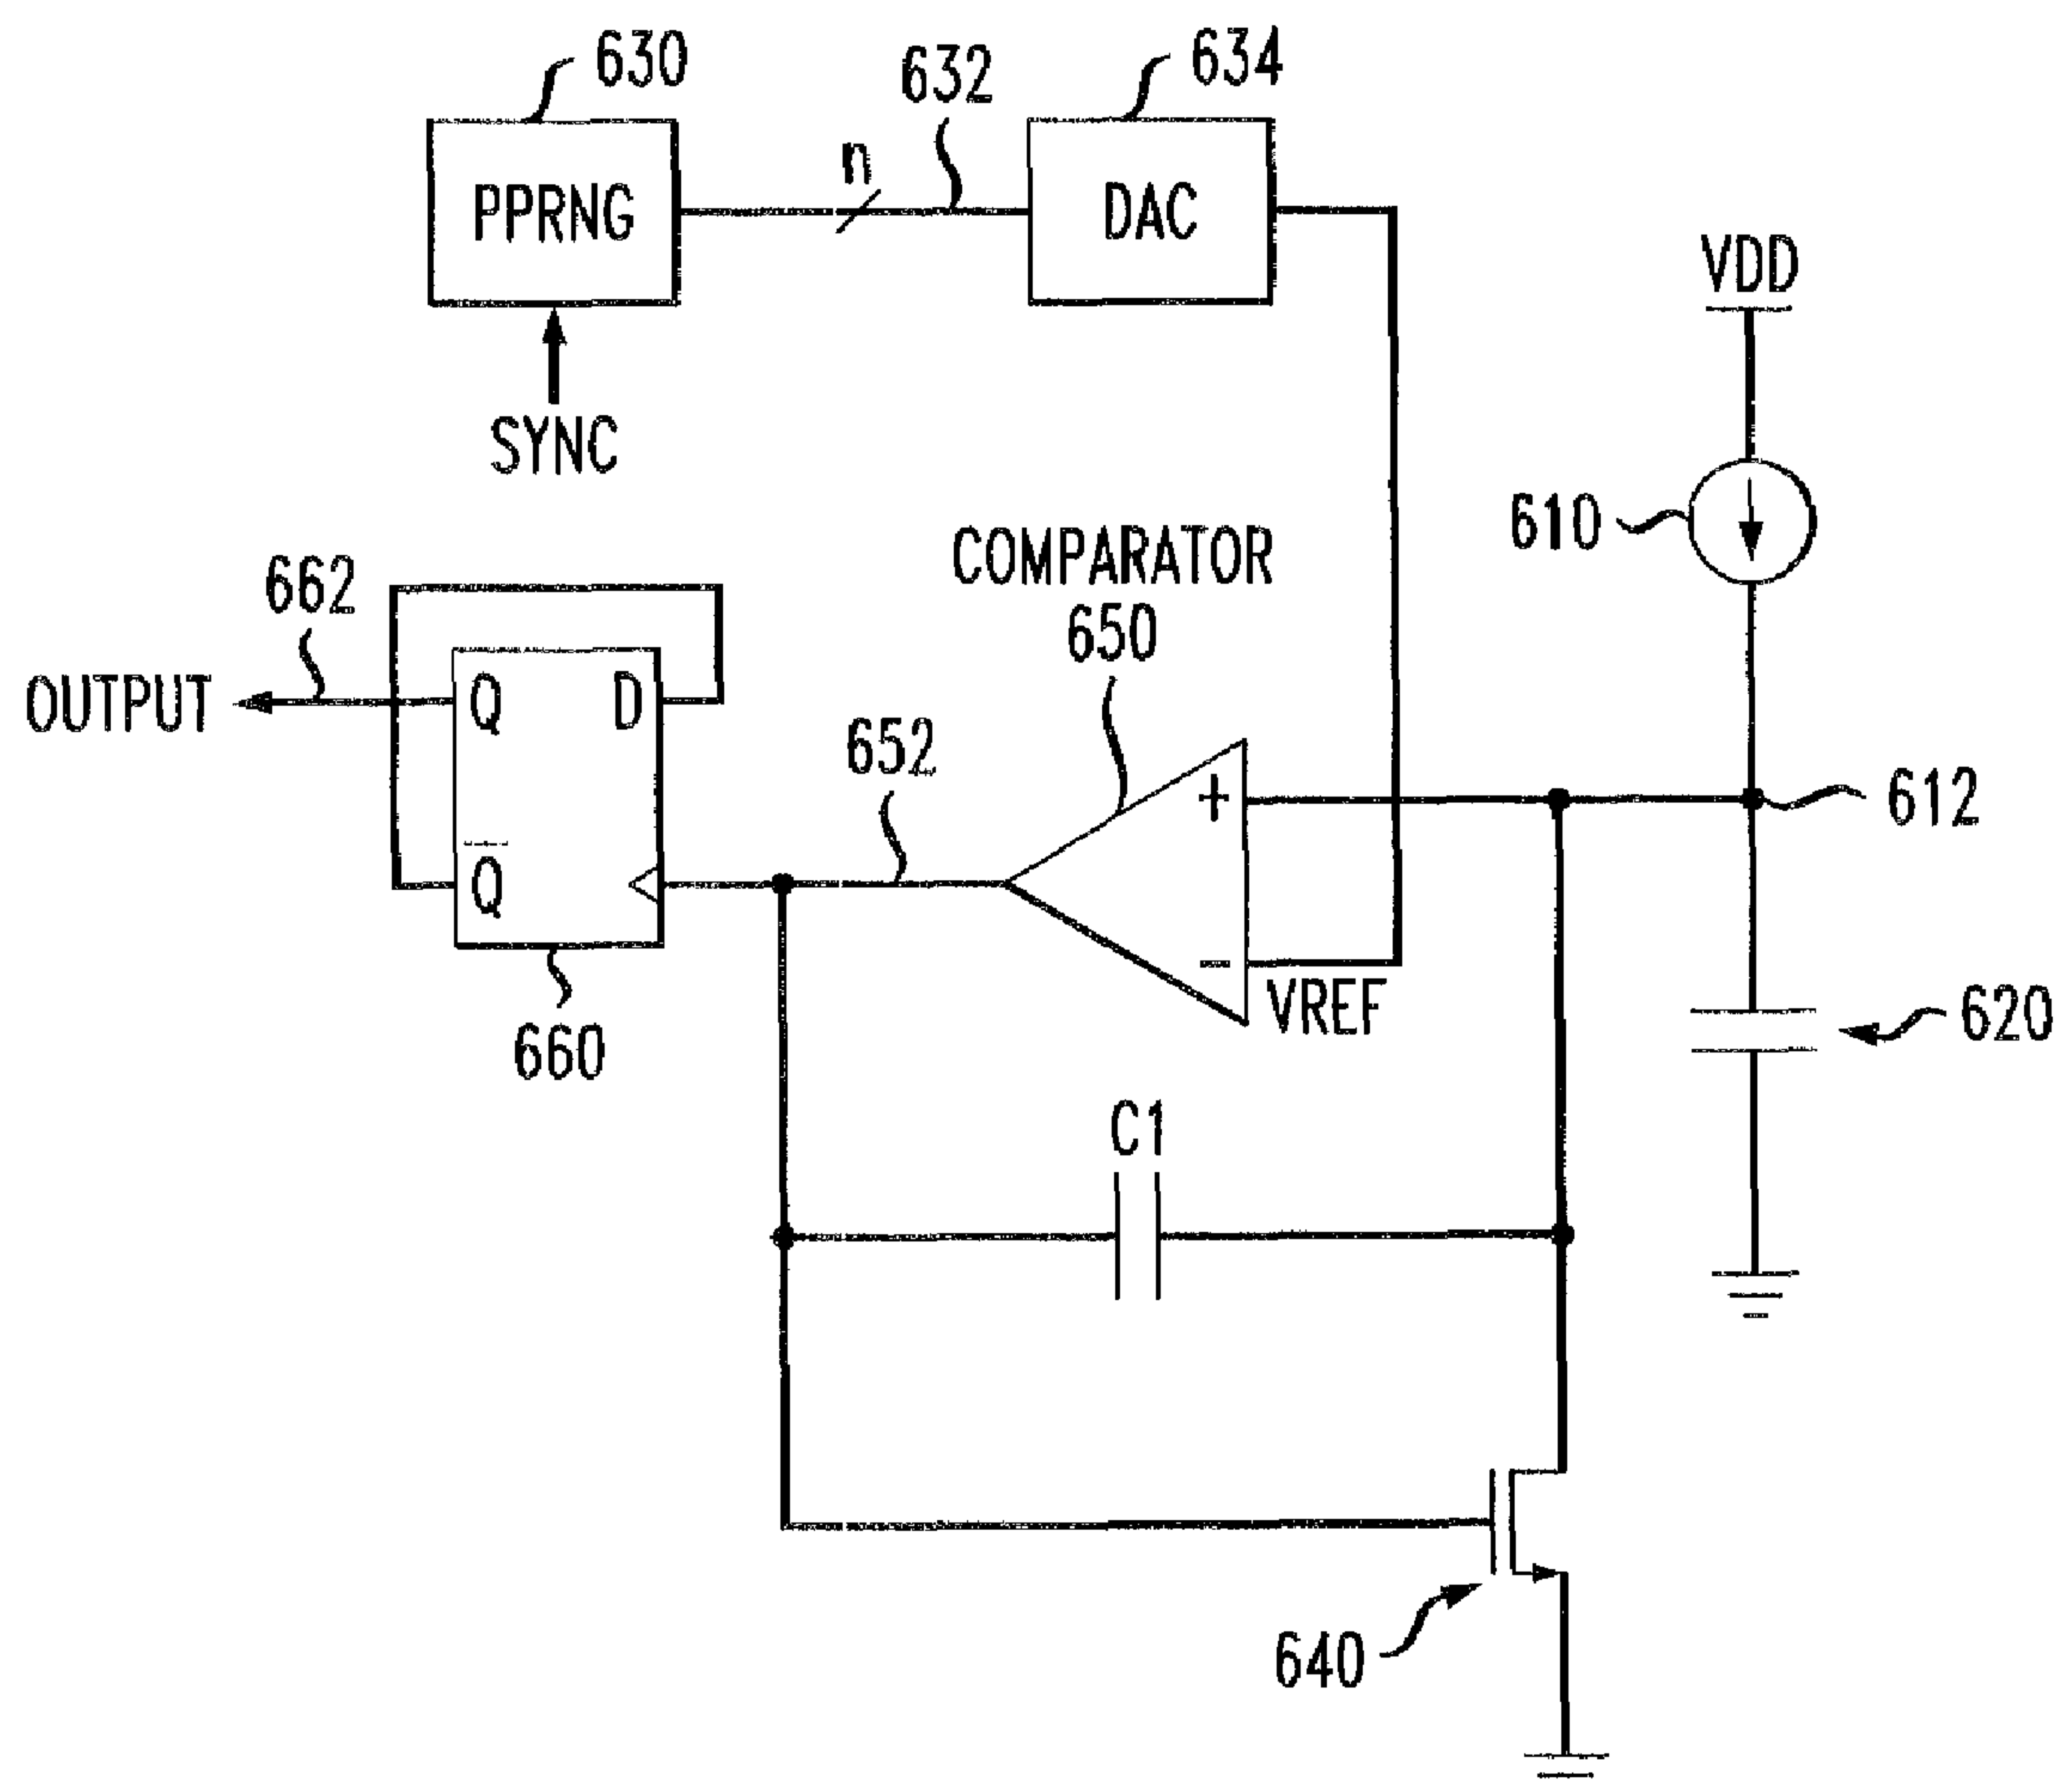 630
632
634
n
PPRNG
DAC
VDD
SYNC
610
COMPARATOR
650
662
OUTPUT
Q
D
652
+
612
Q̅
-
VREF
660
620
C1
640